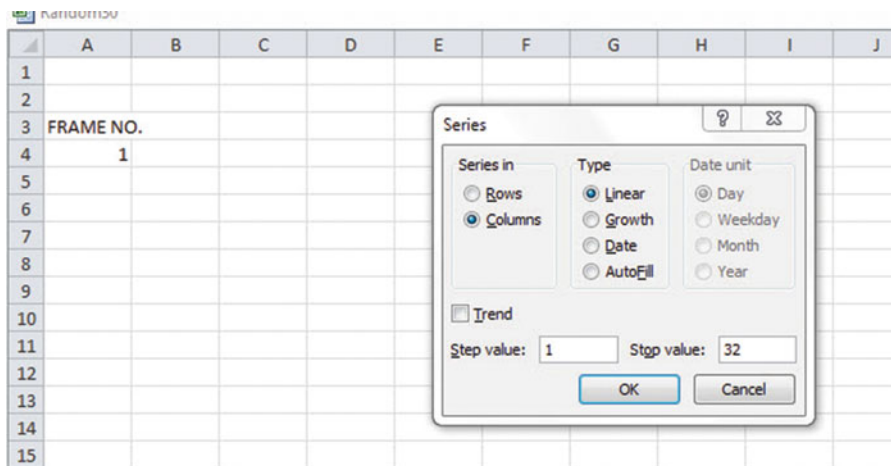 Random30
A B C D E F G H I J
1
2
3 FRAME NO.
4 1
5
6
7
8
9
10
11
12
13
14
15
Series
Series in
Rows
Columns
Type
Linear
Growth
Date
AutoFill
Date unit
Day
Weekday
Month
Year
Trend
Step value: 1 Stop value: 32
OK Cancel